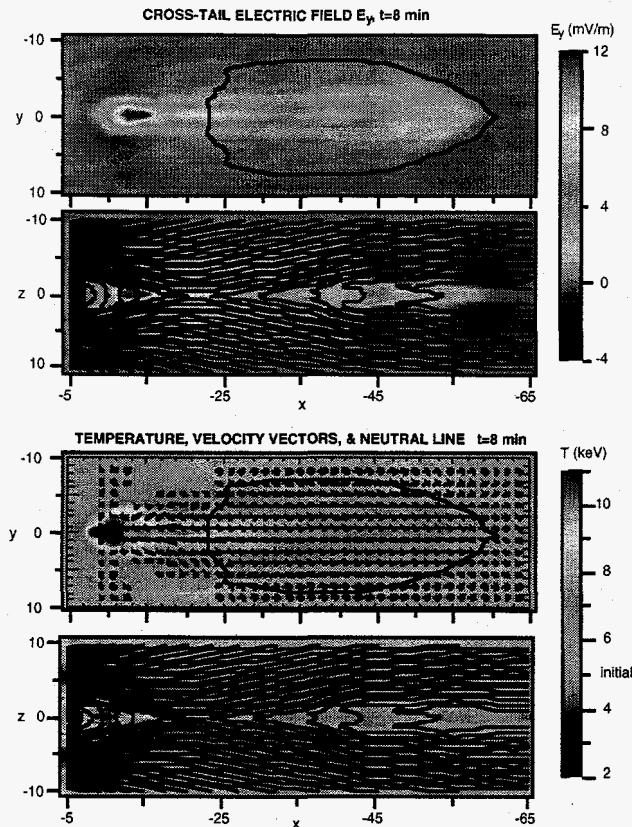 CROSS-TAIL ELECTRIC FIELD Ey, t=8 min
Ey (mV/m)
-10
y 0
10
-10
z 0
10
-5 -25 -45 -65
x
12
8
4
0
-4
TEMPERATURE, VELOCITY VECTORS, & NEUTRAL LINE t=8 min
T (keV)
-10
y 0
10
10
z 0
-10
-5 -25 -45 -65
x
10
8
6
initial
4
2